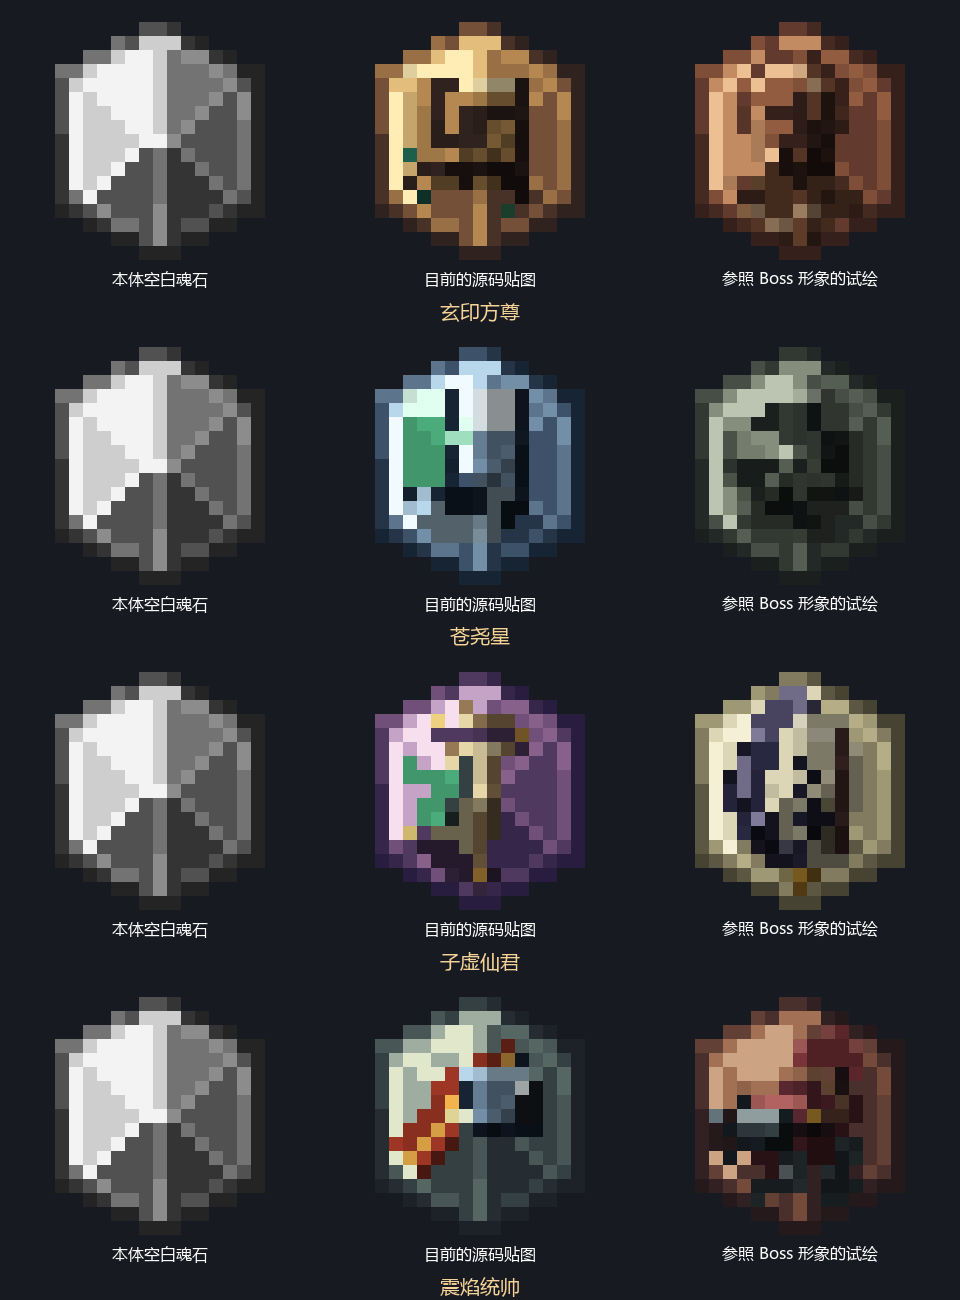 本体空白魂石 目前的源码贴图 参照 Boss 形象的试绘
玄印方尊
本体空白魂石 目前的源码贴图 参照 Boss 形象的试绘
苍尧星
本体空白魂石 目前的源码贴图 参照 Boss 形象的试绘
子虚仙君
本体空白魂石 目前的源码贴图 参照 Boss 形象的试绘
震焰统帅